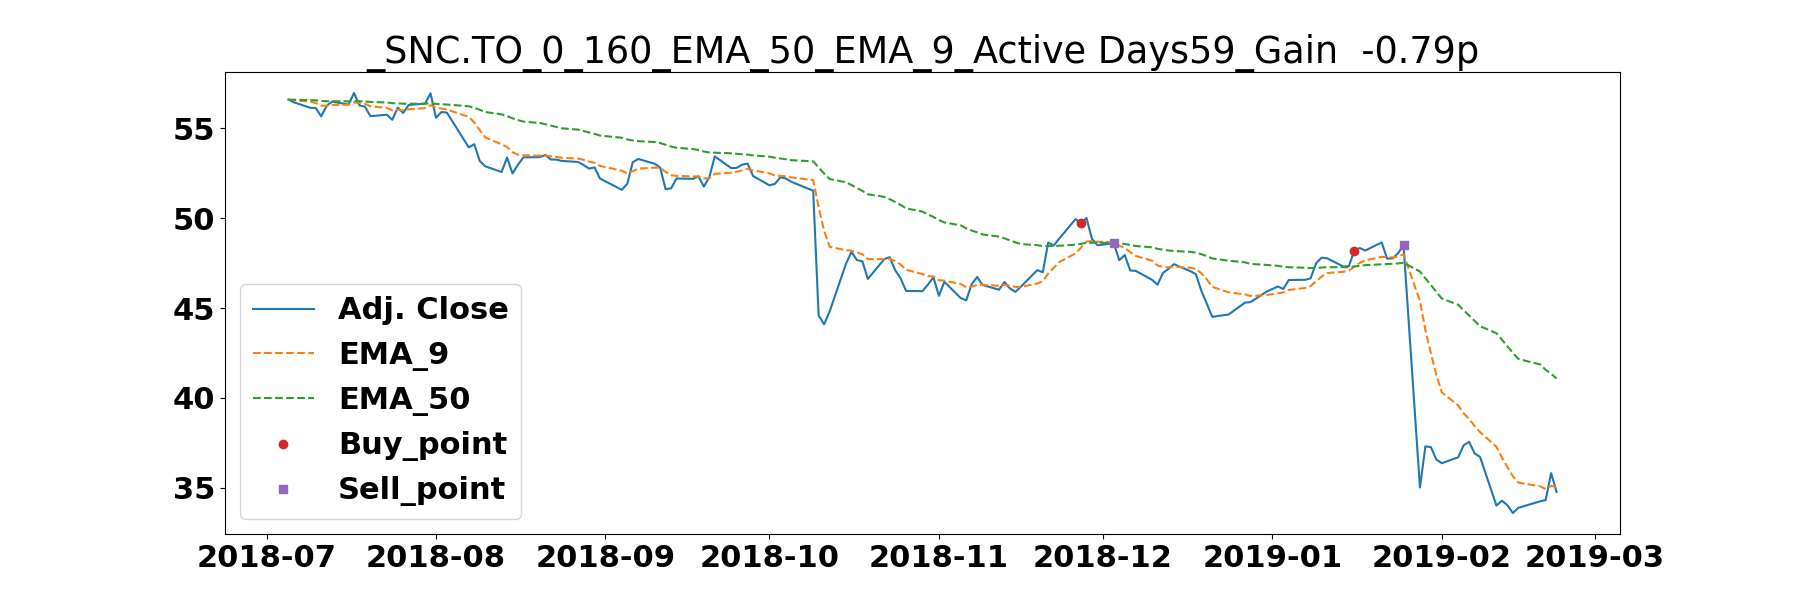 _SNC.TO_0_160_EMA_50_EMA_9_Active Days59_Gain  -0.79p
55
50
45
40
35
Adj. Close
EMA_9
EMA_50
Buy_point
Sell_point
2018-07 2018-08 2018-09 2018-10 2018-11 2018-12 2019-01 2019-02 2019-03